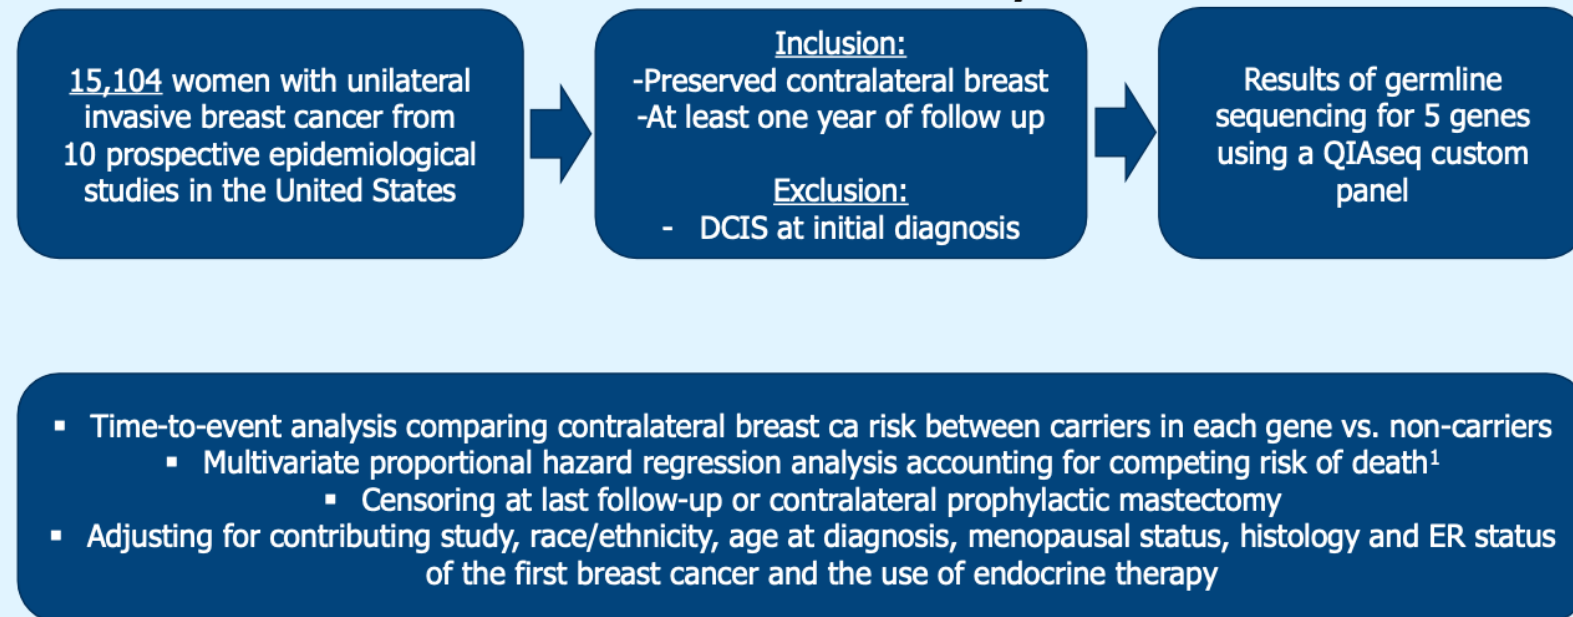 15,104 women with unilateral
invasive breast cancer from
10 prospective epidemiological
studies in the United States
Inclusion:
-Preserved contralateral breast
-At least one year of follow up
Exclusion:
- DCIS at initial diagnosis
Results of germline
sequencing for 5 genes
using a QIAseq custom
panel
▪ Time-to-event analysis comparing contralateral breast ca risk between carriers in each gene vs. non-carriers
▪ Multivariate proportional hazard regression analysis accounting for competing risk of death¹
▪ Censoring at last follow-up or contralateral prophylactic mastectomy
▪ Adjusting for contributing study, race/ethnicity, age at diagnosis, menopausal status, histology and ER status
of the first breast cancer and the use of endocrine therapy